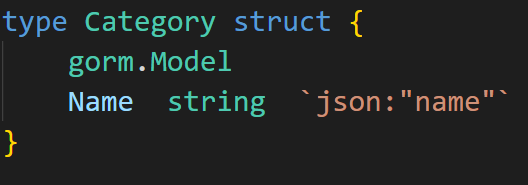 type Category struct {
    gorm.Model
    Name  string  `json:"name"`
}